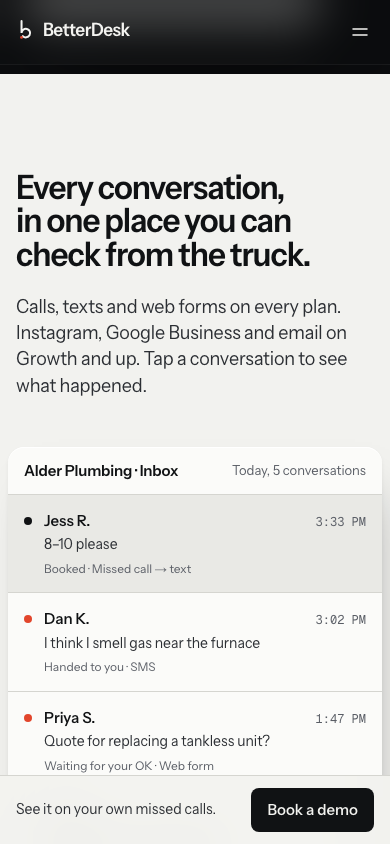 BetterDesk
Every conversation,
in one place you can
check from the truck.
Calls, texts and web forms on every plan.
Instagram, Google Business and email on
Growth and up. Tap a conversation to see
what happened.
Alder Plumbing · Inbox
Today, 5 conversations
Jess R.
3:33 PM
8–10 please
Booked · Missed call → text
Dan K.
3:02 PM
I think I smell gas near the furnace
Handed to you · SMS
Priya S.
1:47 PM
Quote for replacing a tankless unit?
Waiting for your OK · Web form
See it on your own missed calls.
Book a demo